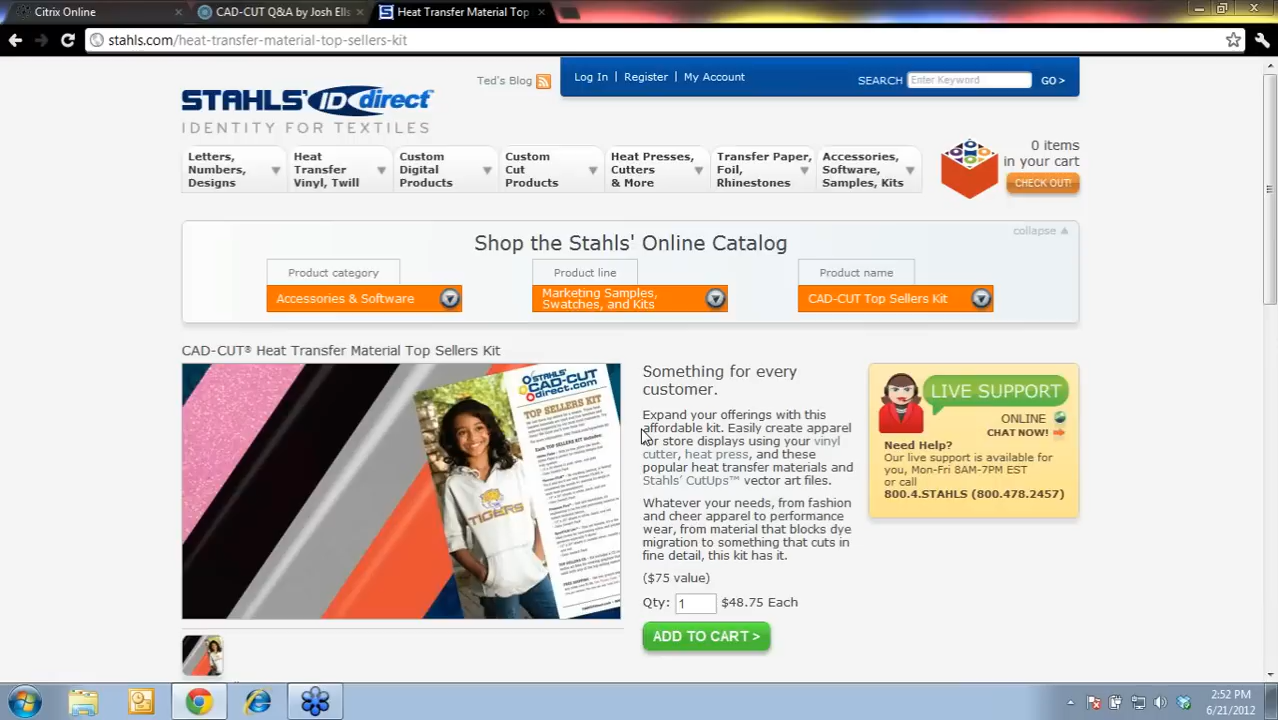 Citrix Online
CAD-CUT Q&A by Josh Ells
Heat Transfer Material Top
stahls.com/heat-transfer-material-top-sellers-kit
Ted's Blog
Log In | Register | My Account
SEARCH Enter Keyword GO >
STAHLS' ID direct™
IDENTITY FOR TEXTILES
Letters,
Numbers,
Designs
Heat
Transfer
Vinyl, Twill
Custom
Digital
Products
Custom
Cut
Products
Heat Presses,
Cutters
& More
Transfer Paper,
Foil,
Rhinestones
Accessories,
Software,
Samples, Kits
0 items
in your cart
CHECK OUT!
collapse
Shop the Stahls' Online Catalog
Product category
Accessories & Software
Product line
Marketing Samples,
Swatches, and Kits
Product name
CAD-CUT Top Sellers Kit
CAD-CUT® Heat Transfer Material Top Sellers Kit
STAHLS'
CAD-CUT
direct.com
TOP SELLERS KIT
TIGERS
Something for every
customer.
Expand your offerings with this
affordable kit. Easily create apparel
or store displays using your vinyl
cutter, heat press, and these
popular heat transfer materials and
Stahls' CutUps™ vector art files.
Whatever your needs, from fashion
and cheer apparel to performance
wear, from material that blocks dye
migration to something that cuts in
fine detail, this kit has it.
($75 value)
Qty: 1 $48.75 Each
ADD TO CART >
LIVE SUPPORT
ONLINE
CHAT NOW!
Need Help?
Our live support is available for
you, Mon-Fri 8AM-7PM EST
or call
800.4.STAHLS (800.478.2457)
2:52 PM
6/21/2012